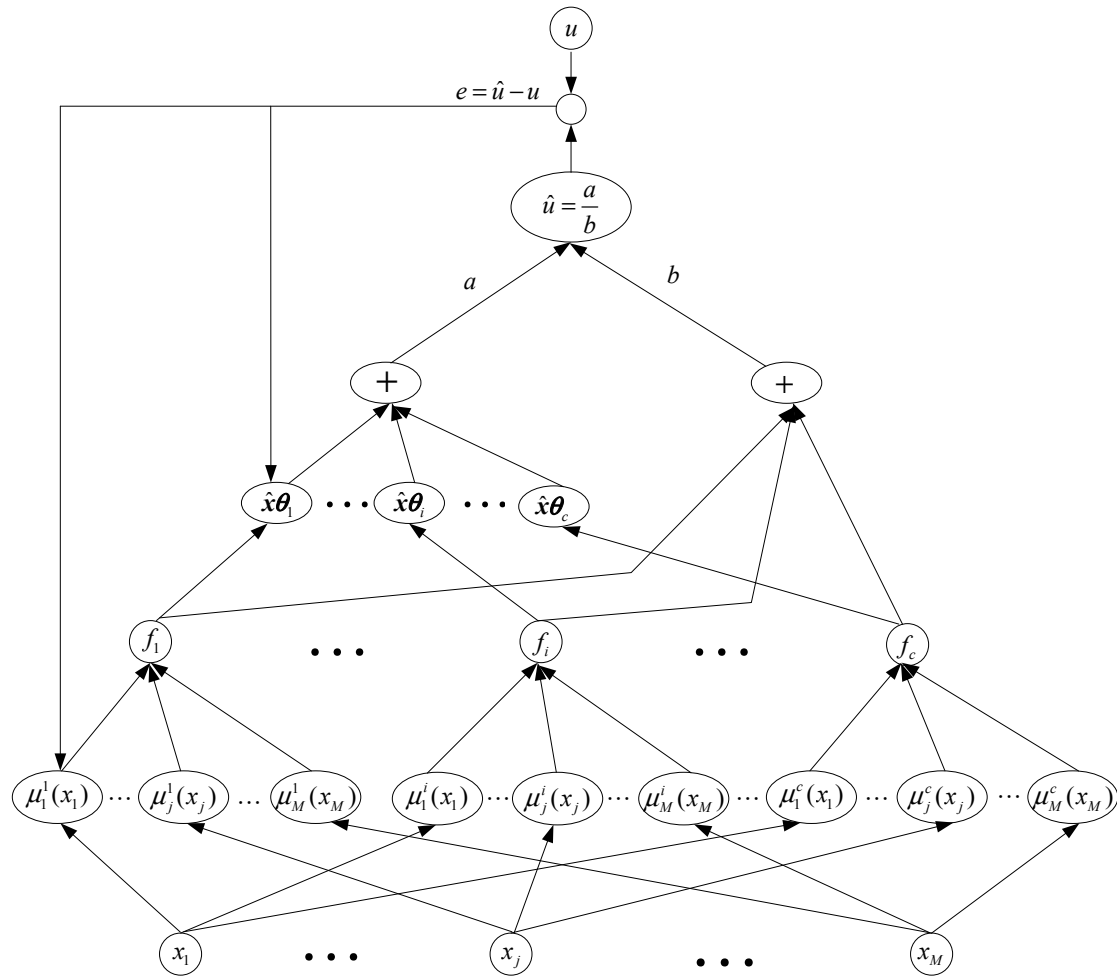 u
e = û − u
û = a/b
a b
+ +
x̂θ₁ • • • x̂θᵢ • • • x̂θ_c
f₁ • • • fᵢ • • • f_c
μ₁¹(x₁) ... μⱼ¹(xⱼ) ... μ_M¹(x_M) μ₁ⁱ(x₁) ... μⱼⁱ(xⱼ) ... μ_Mⁱ(x_M) ... μ₁ᶜ(x₁) ... μⱼᶜ(xⱼ) ... μ_Mᶜ(x_M)
x₁ • • • xⱼ • • • x_M